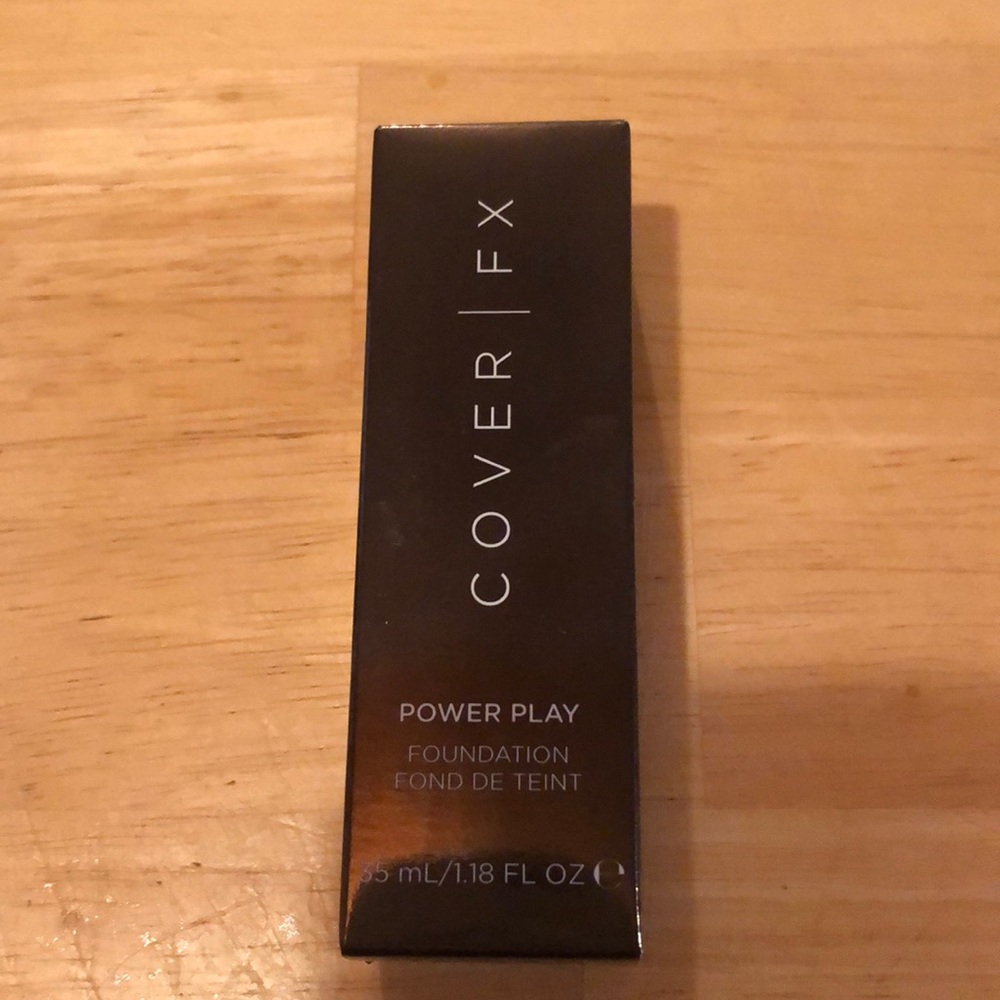 COVER | FX
POWER PLAY
FOUNDATION
FOND DE TEINT
35 mL/1.18 FL OZ ℮